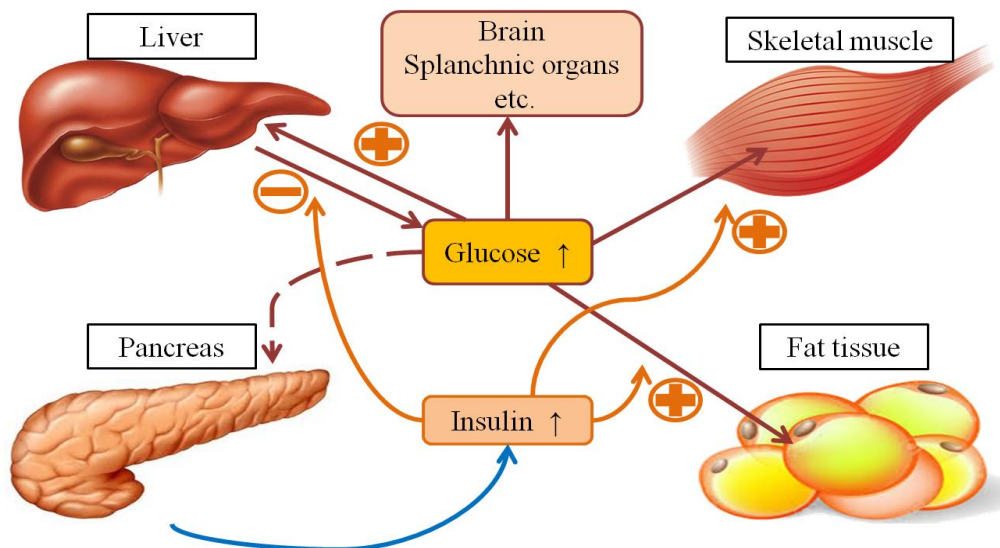 Liver
Brain
Splanchnic organs
etc.
Skeletal muscle
Glucose ↑
Pancreas
Fat tissue
Insulin ↑